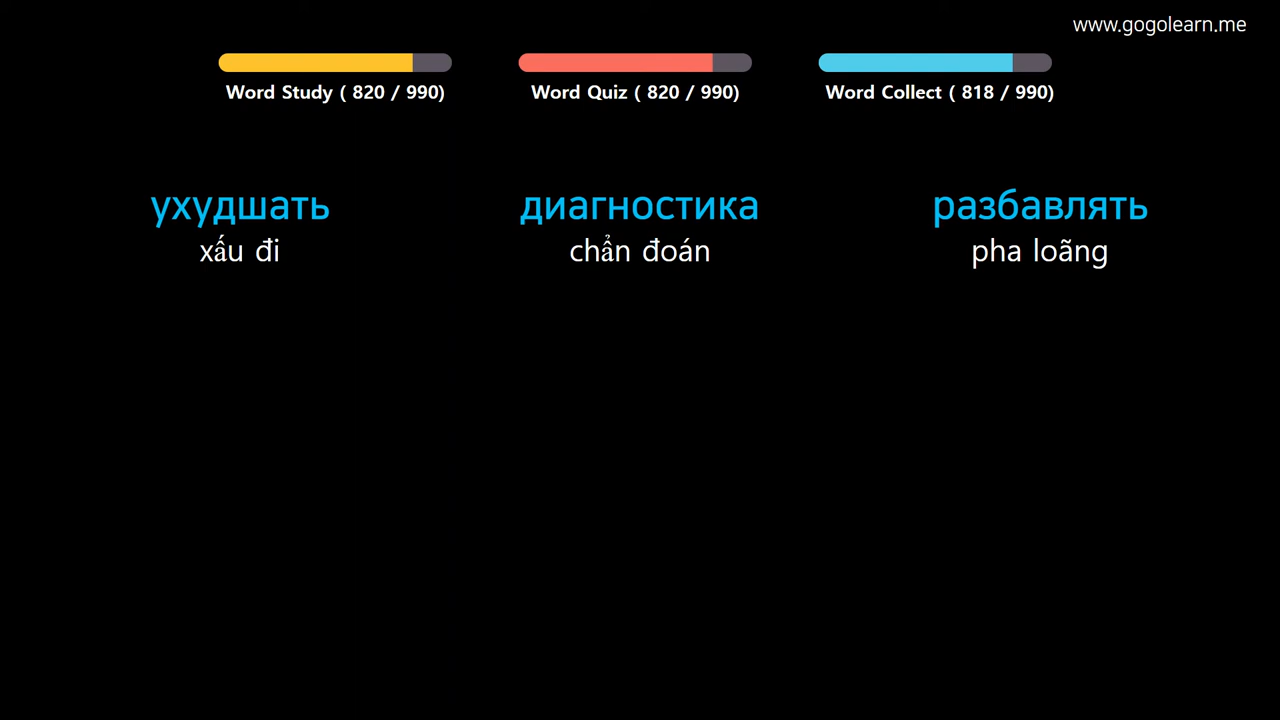 www.gogolearn.me
Word Study ( 820 / 990)
Word Quiz ( 820 / 990)
Word Collect ( 818 / 990)
ухудшать
xấu đi
диагностика
chẩn đoán
разбавлять
pha loãng